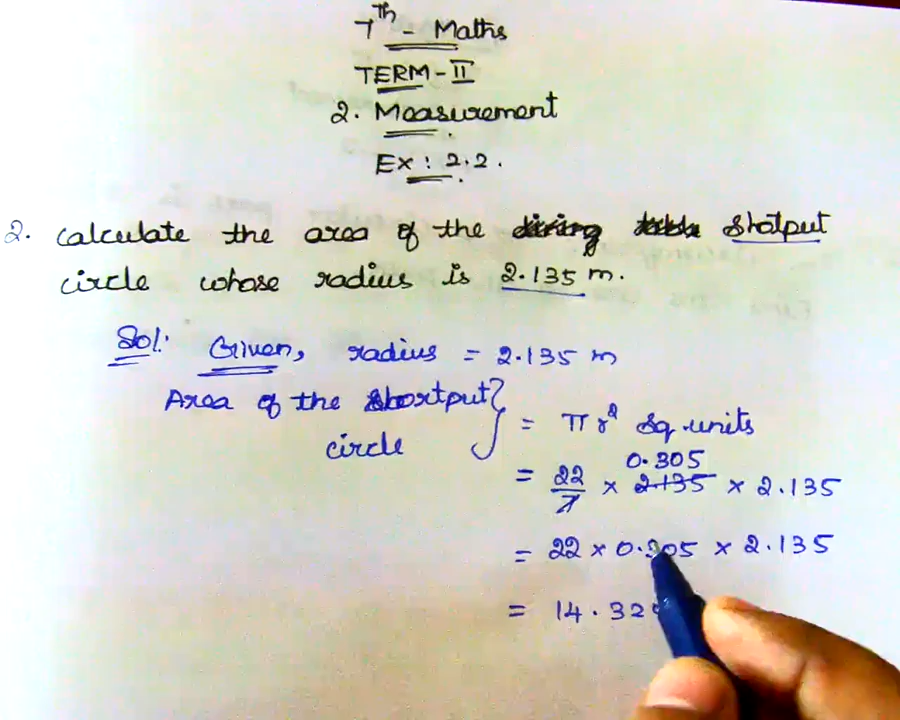 7th - Maths
TERM - II
2. Measurement
Ex : 2.2.
2. Calculate the area of the Shotput
circle whose radius is 2.135 m.
Sol: Given, radius = 2.135 m
Area of the Shortput
circle } = πr² sq.units
0.305
= 22/7 × 2.135 × 2.135
= 22 × 0.305 × 2.135
= 14.32